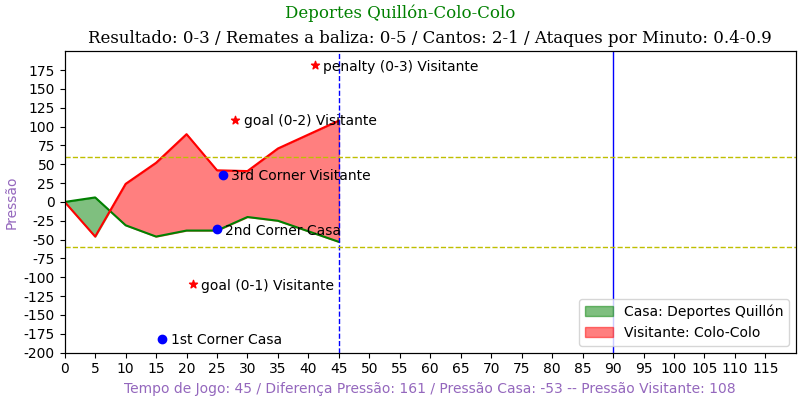 Deportes Quillón-Colo-Colo
Resultado: 0-3 / Remates a baliza: 0-5 / Cantos: 2-1 / Ataques por Minuto: 0.4-0.9
penalty (0-3) Visitante
goal (0-2) Visitante
3rd Corner Visitante
2nd Corner Casa
goal (0-1) Visitante
1st Corner Casa
Pressão
175
150
125
100
75
50
25
0
-25
-50
-75
-100
-125
-150
-175
-200
Casa: Deportes Quillón
Visitante: Colo-Colo
0 5 10 15 20 25 30 35 40 45 50 55 60 65 70 75 80 85 90 95 100 105 110 115
Tempo de Jogo: 45 / Diferença Pressão: 161 / Pressão Casa: -53 -- Pressão Visitante: 108